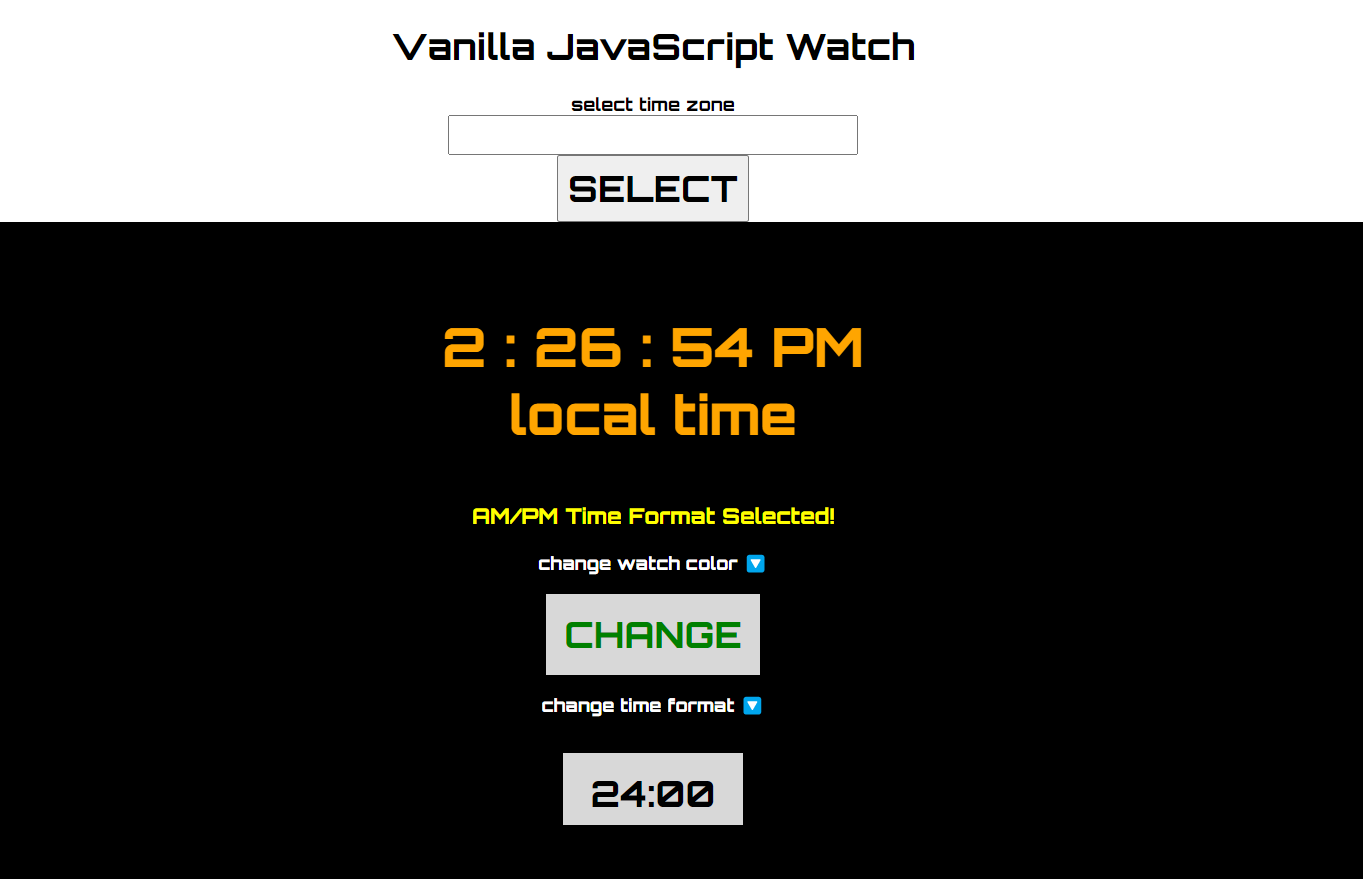 Vanilla JavaScript Watch
select time zone
SELECT
2 : 26 : 54 PM
local time
AM/PM Time Format Selected!
change watch color 🔽
CHANGE
change time format 🔽
24:00